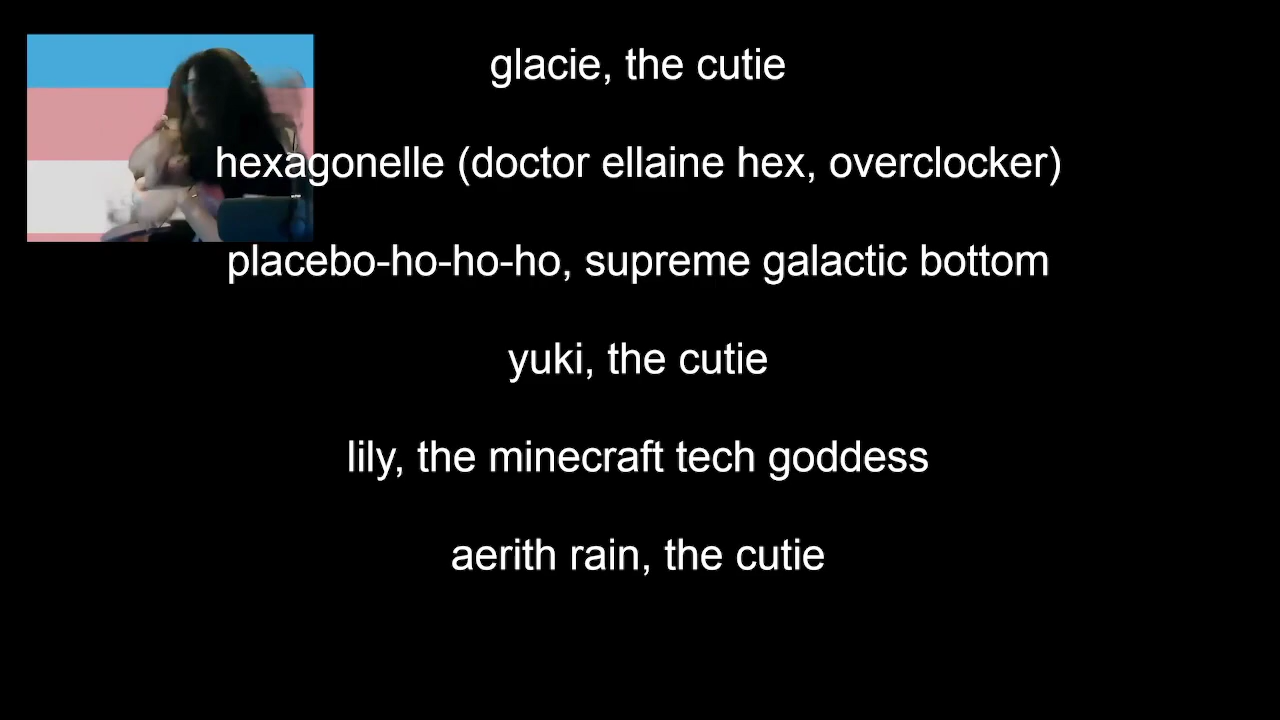 glacie, the cutie
hexagonelle (doctor ellaine hex, overclocker)
placebo-ho-ho-ho, supreme galactic bottom
yuki, the cutie
lily, the minecraft tech goddess
aerith rain, the cutie